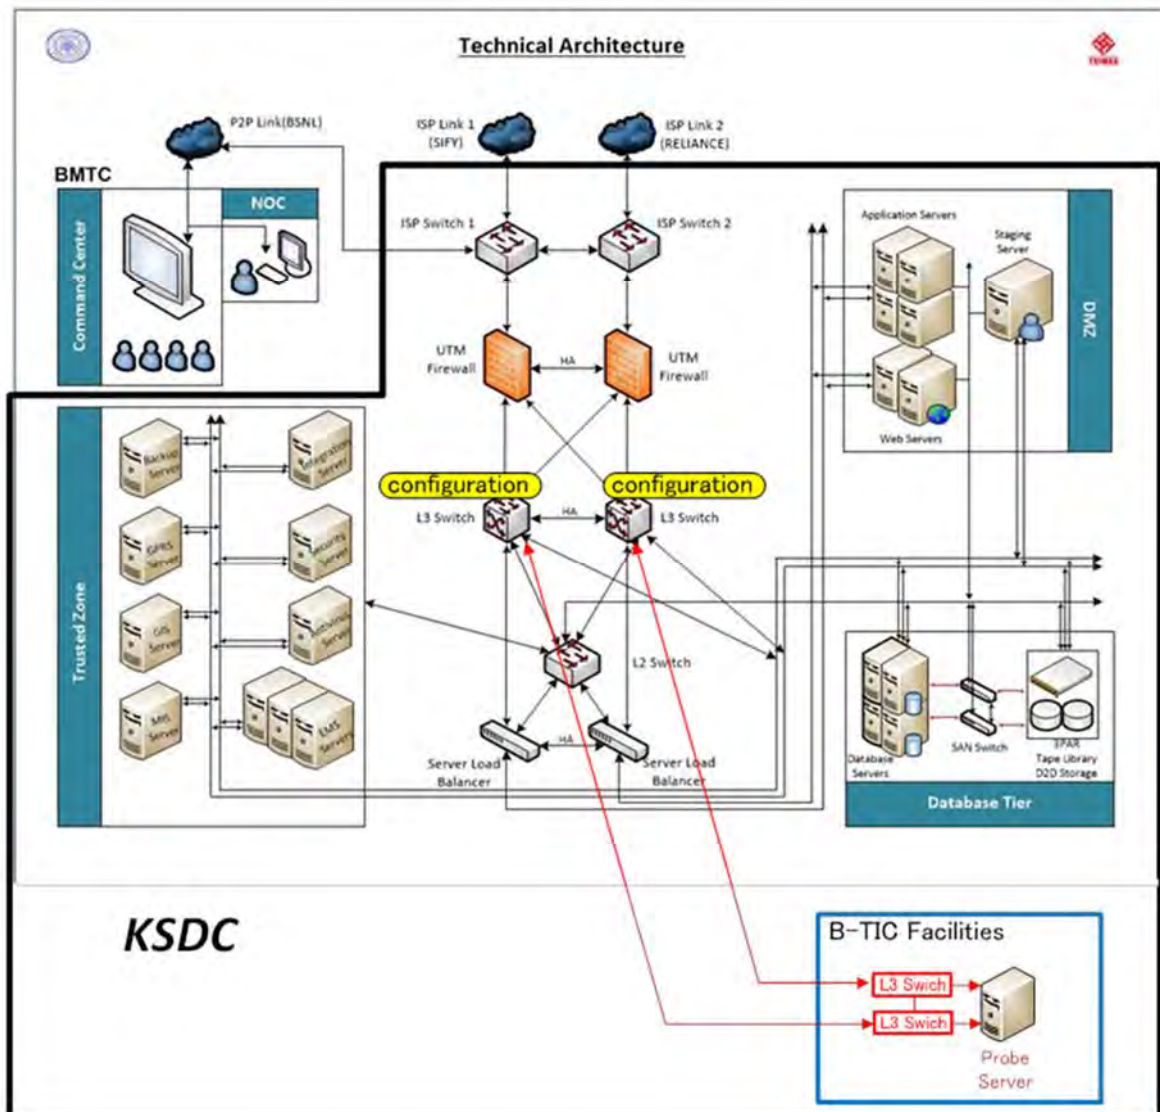 Technical Architecture
TRIMAX
P2P Link(BSNL)
ISP Link 1
(SIFY)
ISP Link 2
(RELIANCE)
BMTC
Command Center
NOC
ISP Switch 1
ISP Switch 2
UTM
Firewall
HA
UTM
Firewall
Application Servers
Staging
Server
Web Servers
DMZ
configuration
configuration
L3 Switch
HA
L3 Switch
Trusted Zone
Backup
Server
Integration
Server
GPRS
Server
Security
Server
GIS
Server
Server
MIS
Server
EMS
Servers
L2 Switch
HA
Server Load
Balancer
Server Load
Balancer
Database
Servers
SAN Switch
3PAR
Tape Library
D2D Storage
Database Tier
KSDC
B-TIC Facilities
L3 Swich
L3 Swich
Probe
Server